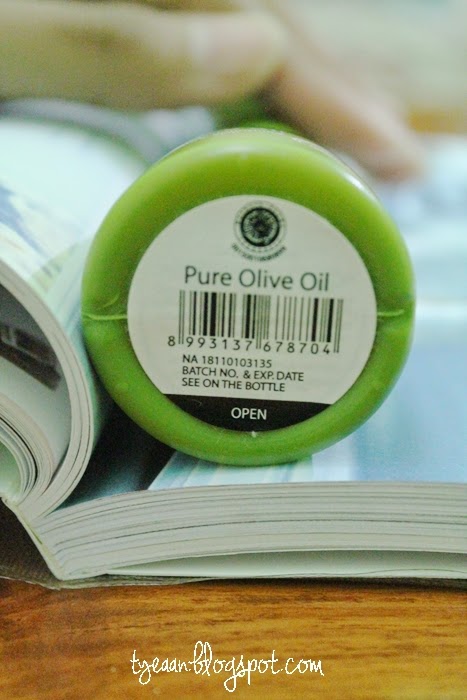 Pure Olive Oil
8 993137 678704
NA 18110103135
BATCH NO. & EXP. DATE
SEE ON THE BOTTLE
OPEN
tyeaan.blogspot.com